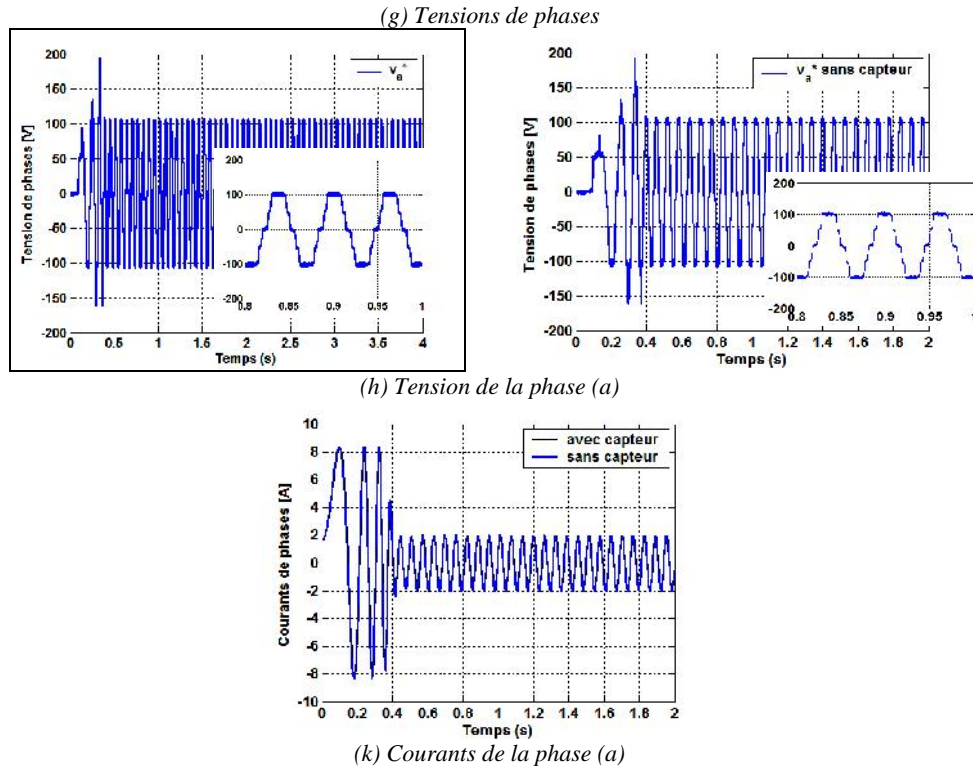 (g) Tensions de phases
200
150
100
50
0
-50
-100
-150
-200
Tension de phases [V]
v_a*
200
100
0
-100
-200
0.8 0.85 0.9 0.95 1
0 0.5 1 1.5 2 2.5 3 3.5 4
Temps (s)
200
150
100
50
0
-50
-100
-150
-200
Tension de phases [V]
v_a* sans capteur
200
100
0
-100
-200
0.8 0.85 0.9 0.95
0 0.2 0.4 0.6 0.8 1 1.2 1.4 1.6 1.8 2
Temps (s)
(h) Tension de la phase (a)
10
8
6
4
2
0
-2
-4
-6
-8
-10
Courants de phases [A]
avec capteur
sans capteur
0 0.2 0.4 0.6 0.8 1 1.2 1.4 1.6 1.8 2
Temps (s)
(k) Courants de la phase (a)